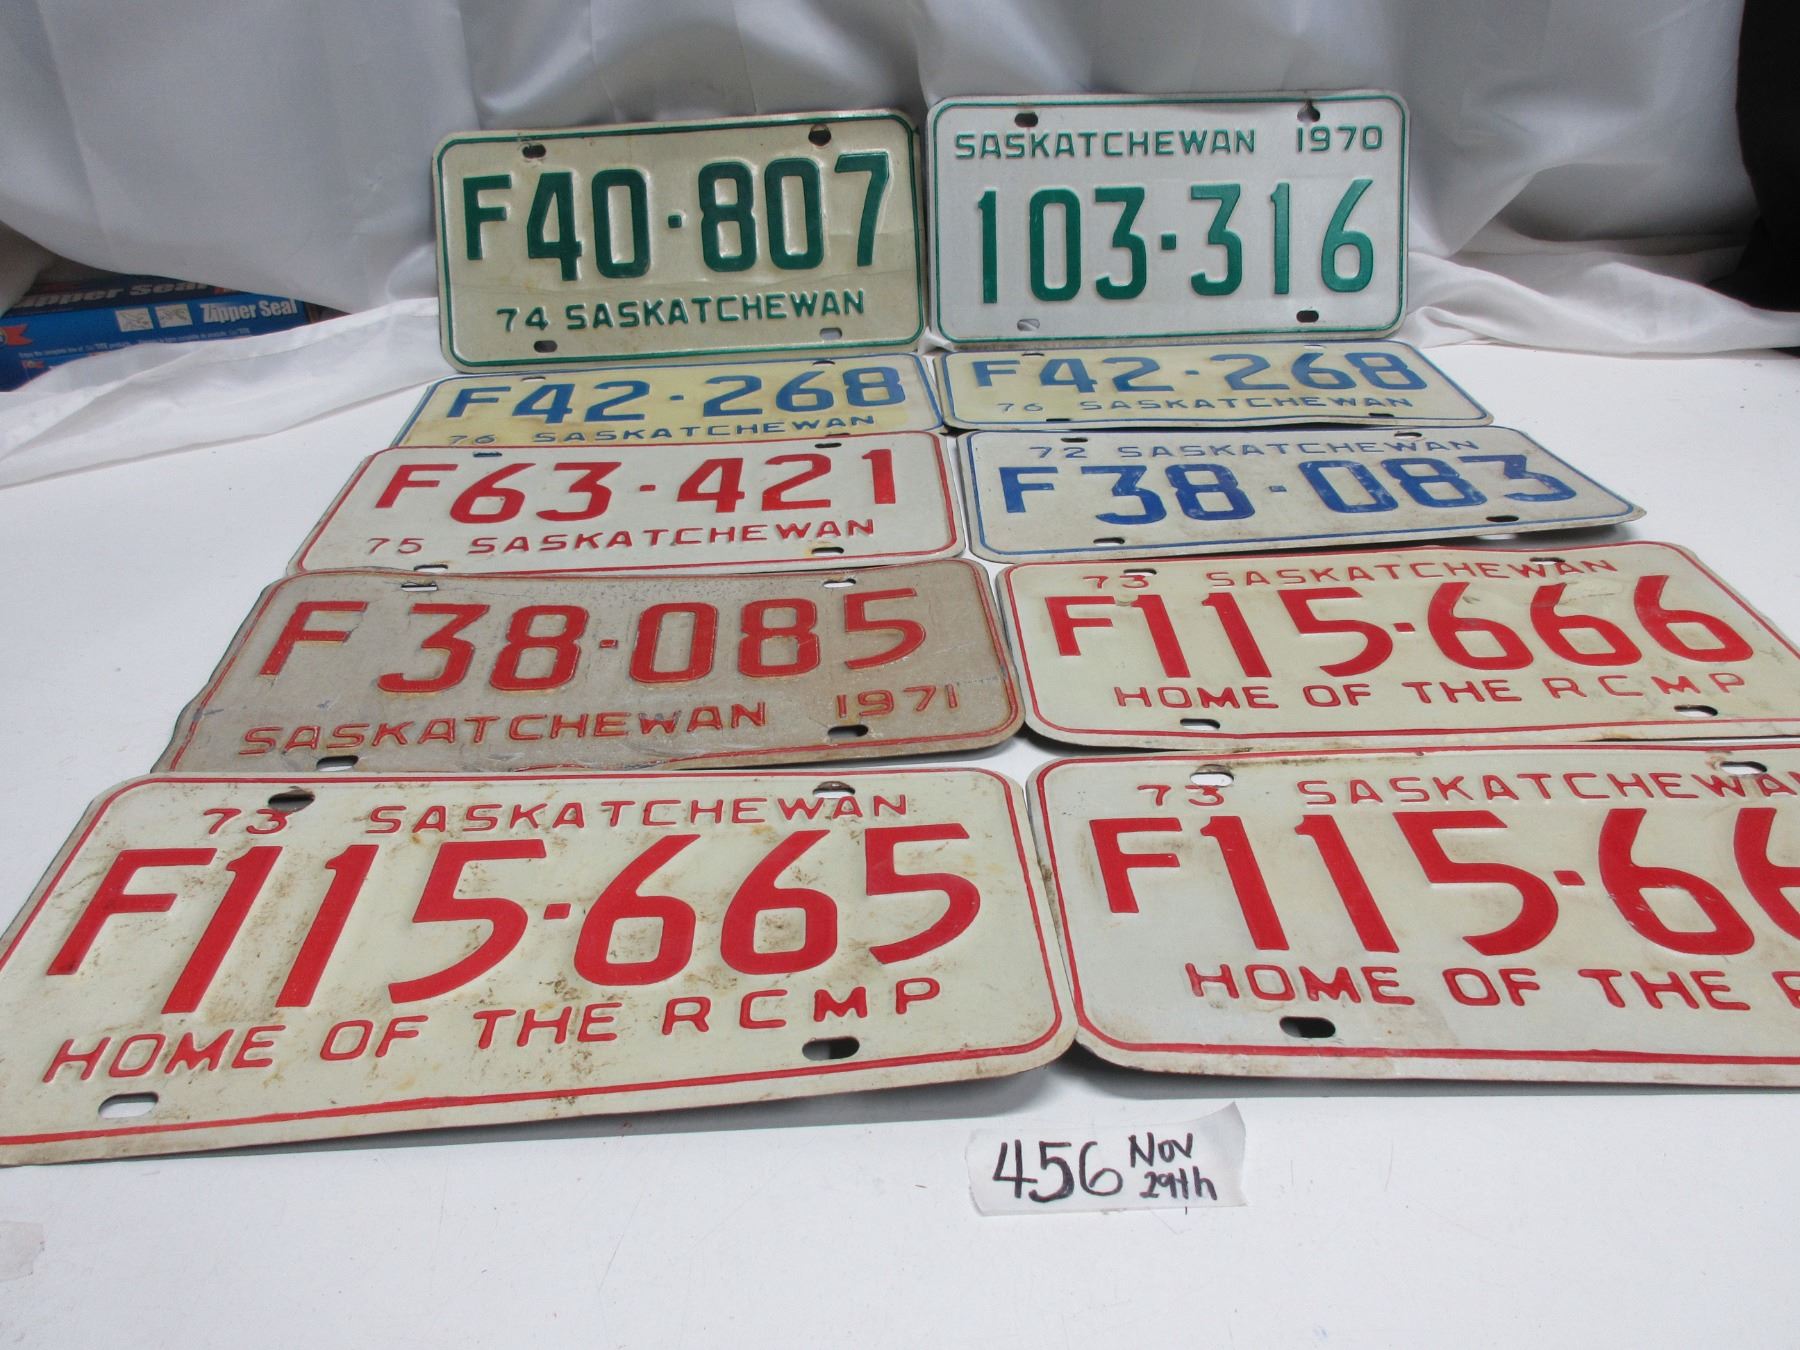 F40·807
74 SASKATCHEWAN
SASKATCHEWAN 1970
103·316
Zipper Seal
Zipper Seal
F42·268
76 SASKATCHEWAN
F42·268
76 SASKATCHEWAN
F63-421
75 SASKATCHEWAN
72 SASKATCHEWAN
F38-083
F38-085
SASKATCHEWAN 1971
73 SASKATCHEWAN
F115-666
HOME OF THE RCMP
73 SASKATCHEWAN
F115-665
HOME OF THE RCMP
73 SASKATCHEWA
F115-66
HOME OF THE R
456 Nov
29th